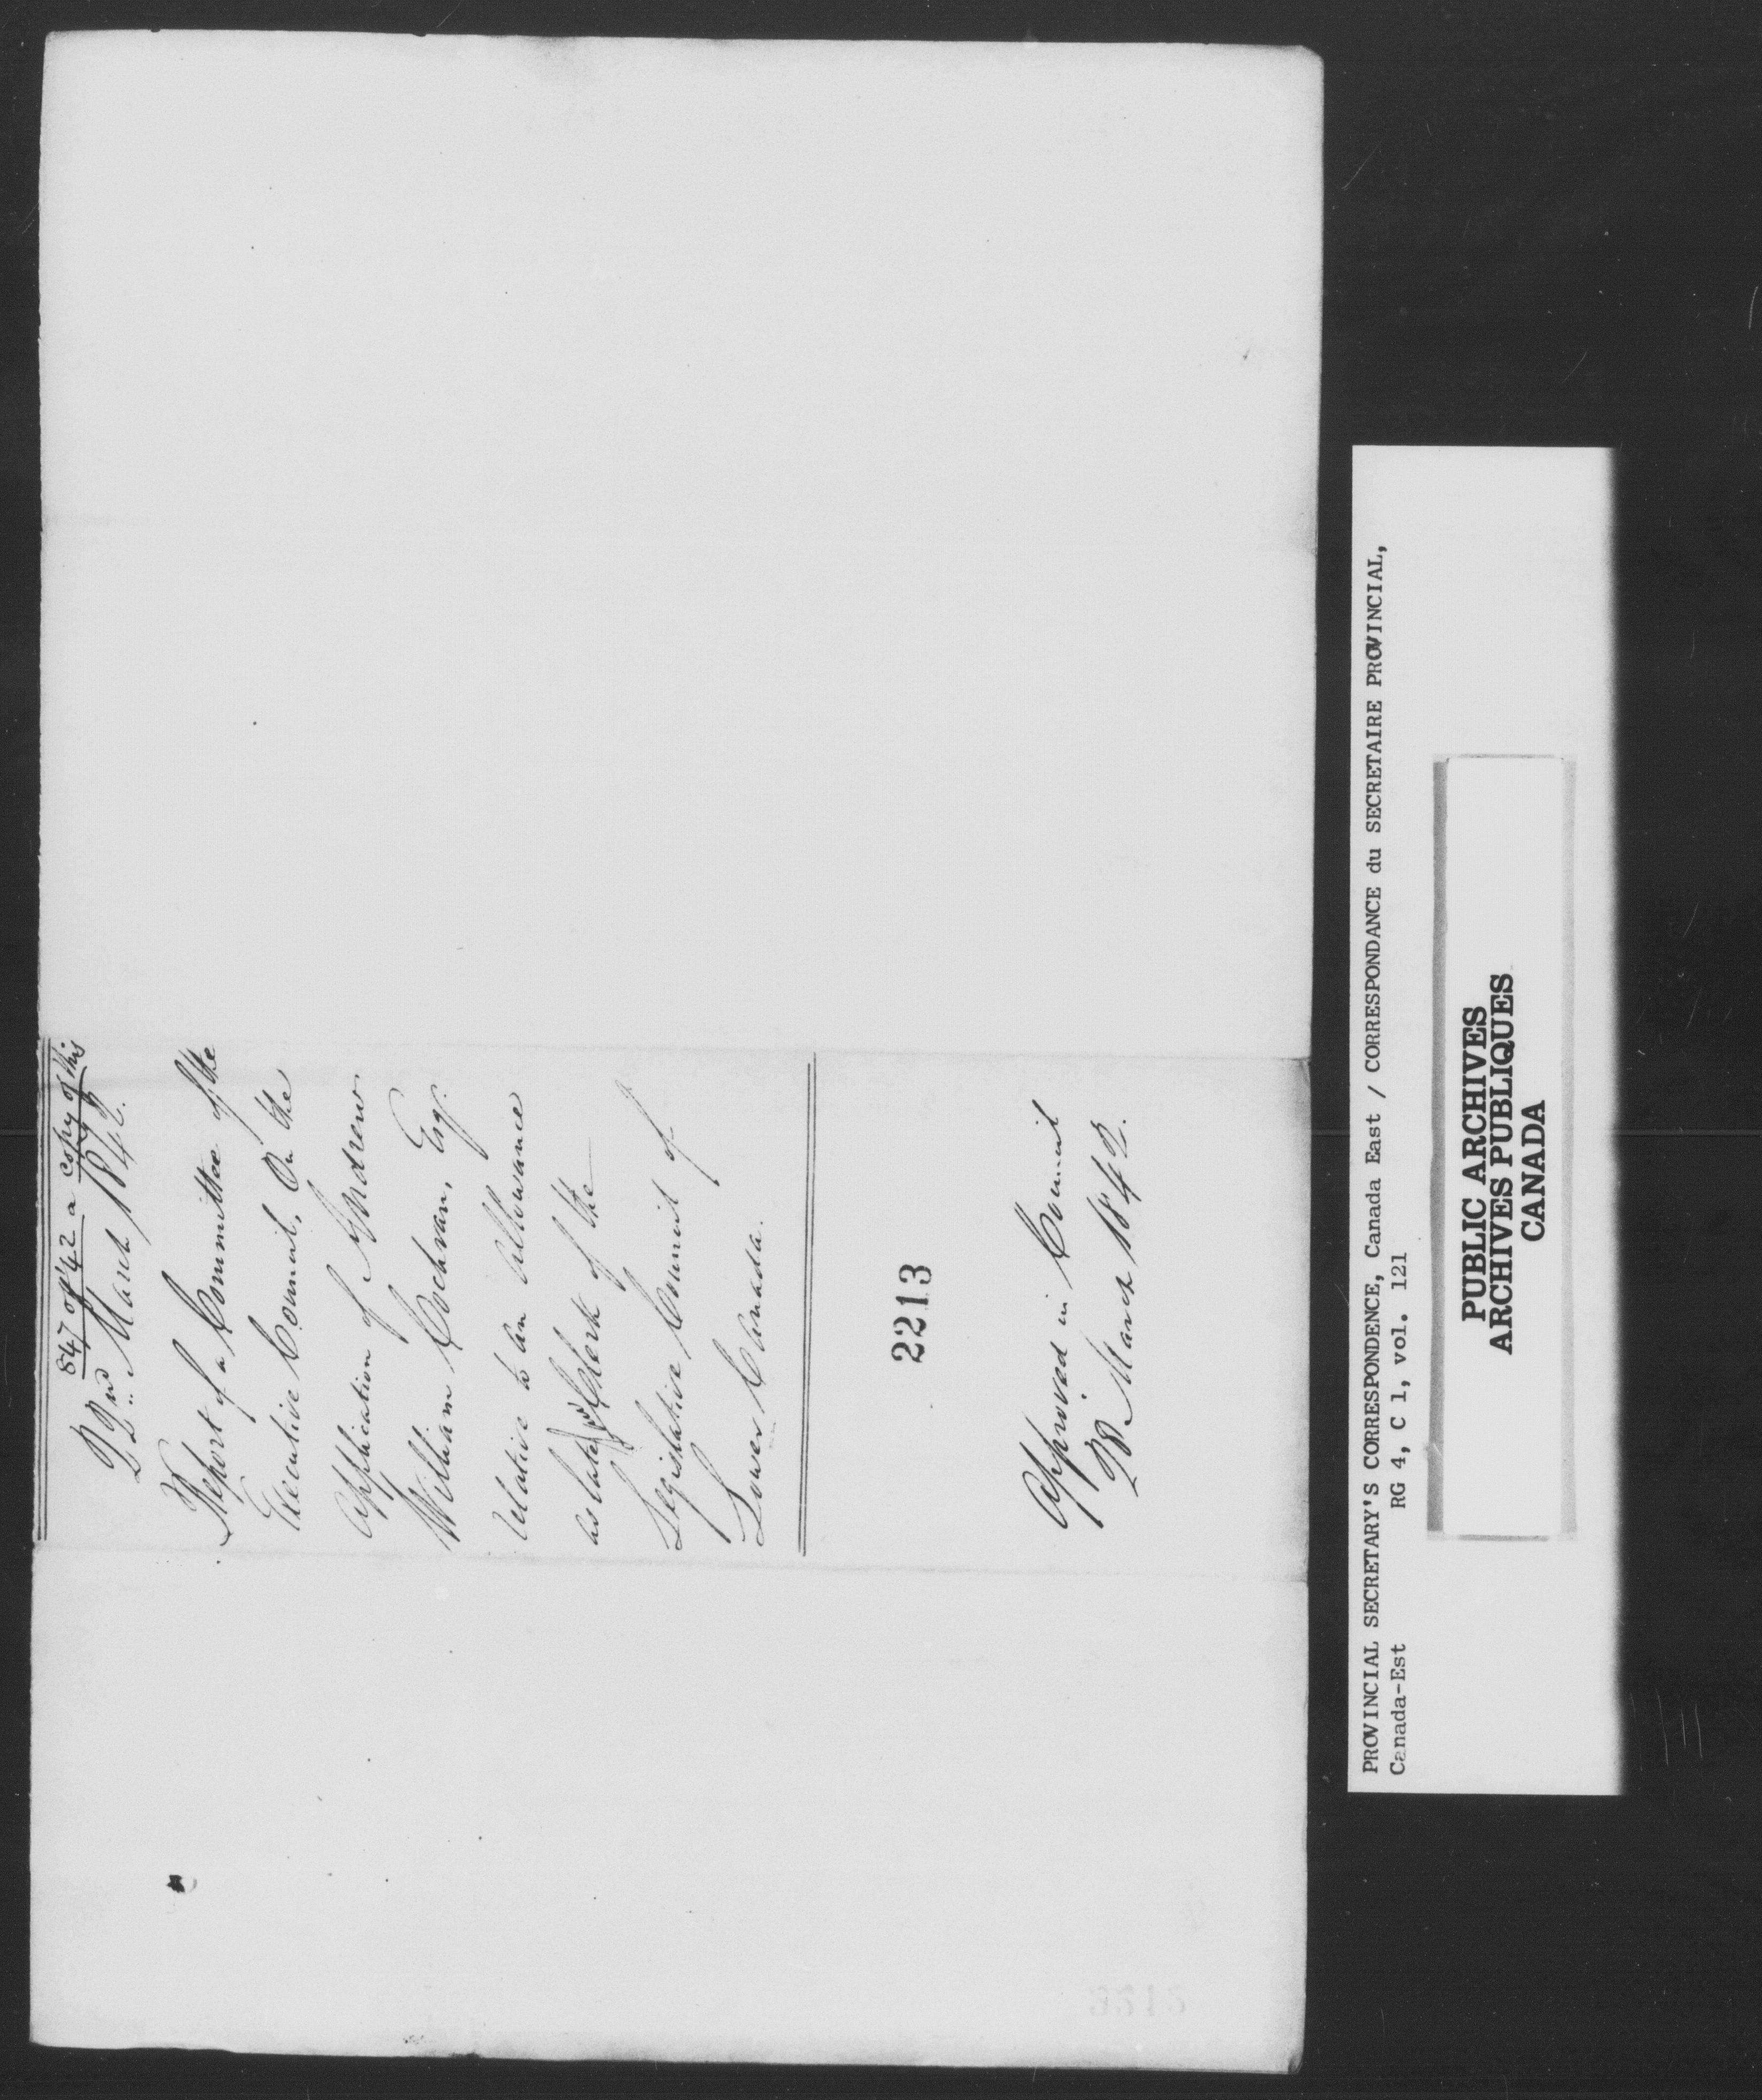 847 of '42 a copy of this
22nd March 1842.
Report of a Committee of the
Executive Council, On the
Application of Andrew
William Cochran, Esqr.
relative to an Allowance
as late Clerk of the
Legislative Council of
Lower Canada.
2213
Approved in Council
28 March 1842.
PROVINCIAL SECRETARY'S CORRESPONDENCE, Canada East / CORRESPONDANCE du SECRETAIRE PROVINCIAL,
Canada-Est RG 4, C 1, vol. 121
PUBLIC ARCHIVES
ARCHIVES PUBLIQUES
CANADA